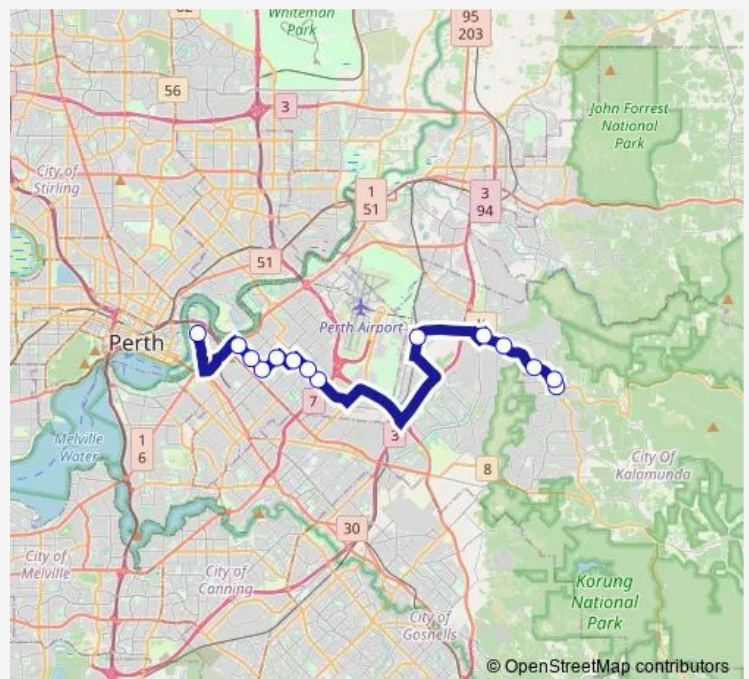 Whiteman
Park
95
203
56
3
John Forrest
National
Park
City of
Stirling
1
51
3
94
51
Perth Airport
Perth
7
3
Melville
Water
1
6
8
City Of
Kalamunda
30
City of
Melville
City of
Canning
Korung
National
Park
City of
Gosnells
© OpenStreetMap contributors